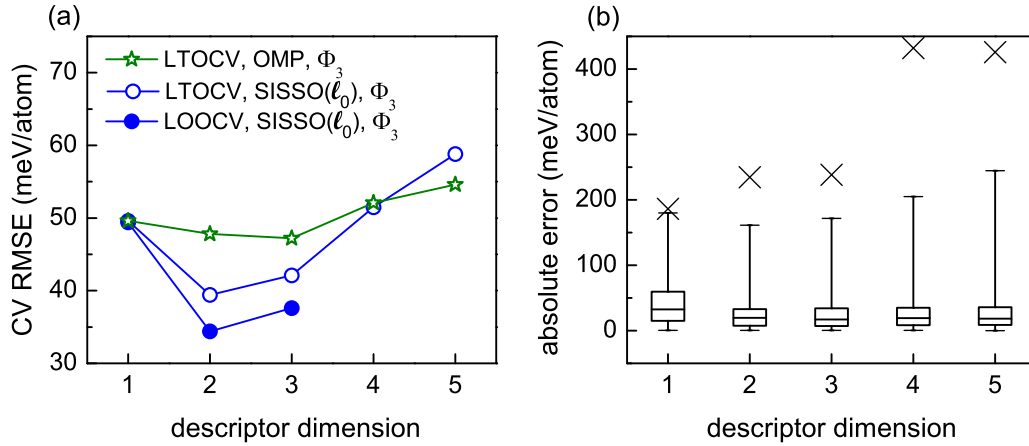 (a)
LTOCV, OMP, Φ₃
LTOCV, SISSO(ℓ₀), Φ₃
LOOCV, SISSO(ℓ₀), Φ₃
CV RMSE (meV/atom)
70
60
50
40
30
1 2 3 4 5
descriptor dimension
(b)
absolute error (meV/atom)
400
300
200
100
0
1 2 3 4 5
descriptor dimension